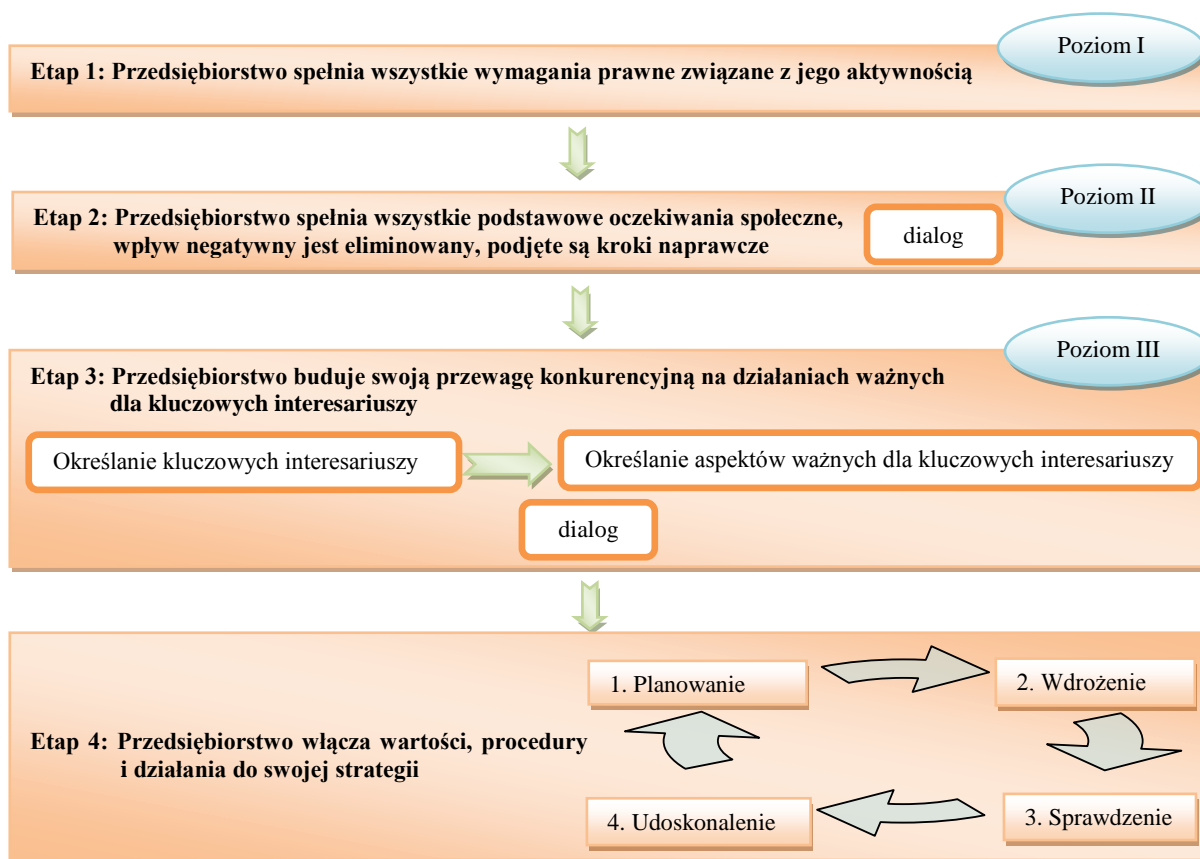 Poziom I
Etap 1: Przedsiębiorstwo spełnia wszystkie wymagania prawne związane z jego aktywnością
Poziom II
Etap 2: Przedsiębiorstwo spełnia wszystkie podstawowe oczekiwania społeczne,
wpływ negatywny jest eliminowany, podjęte są kroki naprawcze
dialog
Poziom III
Etap 3: Przedsiębiorstwo buduje swoją przewagę konkurencyjną na działaniach ważnych
dla kluczowych interesariuszy
Określanie kluczowych interesariuszy
Określanie aspektów ważnych dla kluczowych interesariuszy
dialog
Etap 4: Przedsiębiorstwo włącza wartości, procedury
i działania do swojej strategii
1. Planowanie
2. Wdrożenie
3. Sprawdzenie
4. Udoskonalenie